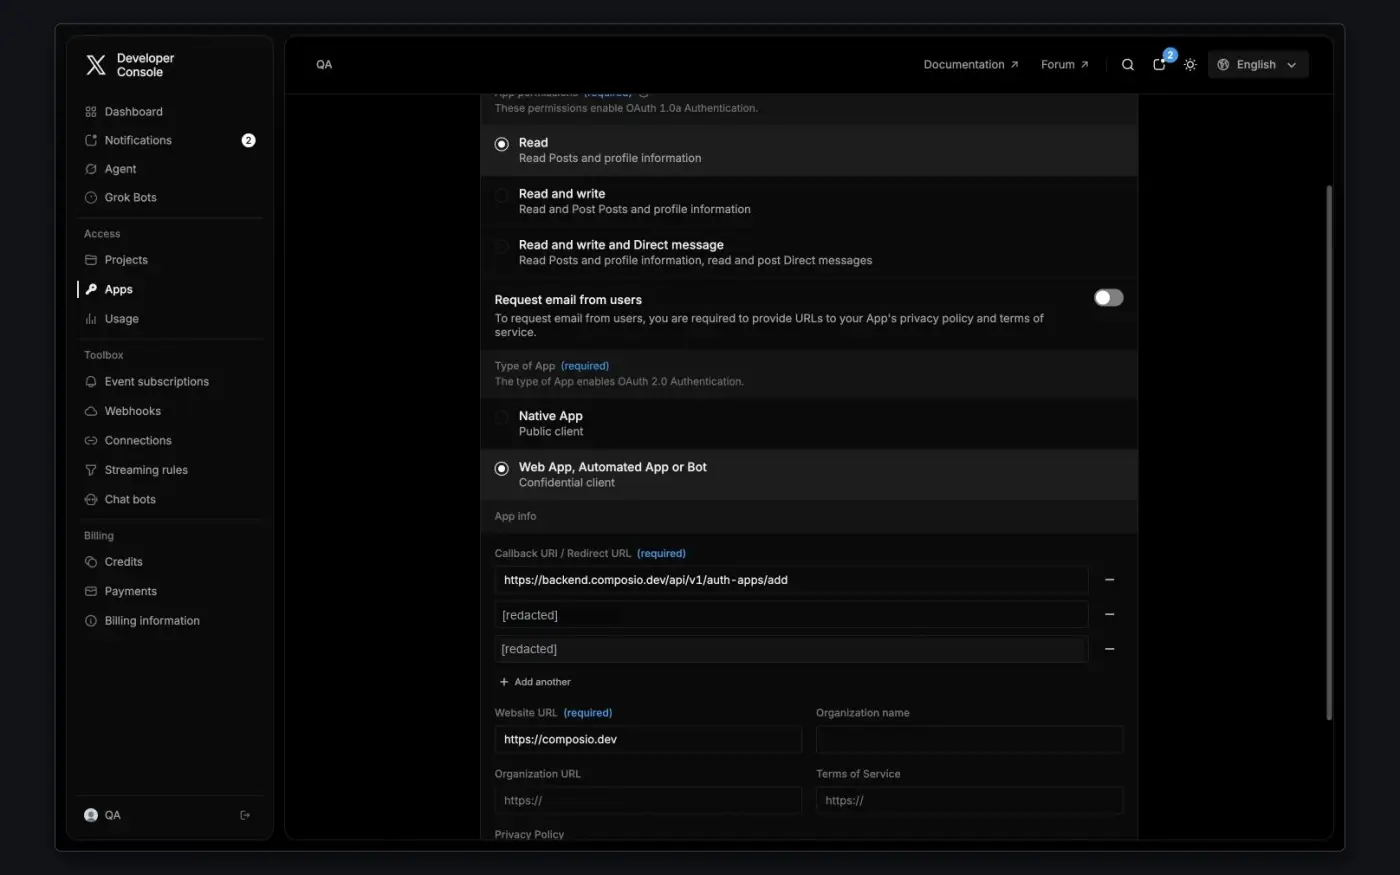 Developer
Console
Dashboard
Notifications
2
Agent
Grok Bots
Access
Projects
Apps
Usage
Toolbox
Event subscriptions
Webhooks
Connections
Streaming rules
Chat bots
Billing
Credits
Payments
Billing information
QA
QA
Documentation ↗
Forum ↗
2
English
App permissions (required)
These permissions enable OAuth 1.0a Authentication.
Read
Read Posts and profile information
Read and write
Read and Post Posts and profile information
Read and write and Direct message
Read Posts and profile information, read and post Direct messages
Request email from users
To request email from users, you are required to provide URLs to your App's privacy policy and terms of
service.
Type of App (required)
The type of App enables OAuth 2.0 Authentication.
Native App
Public client
Web App, Automated App or Bot
Confidential client
App info
Callback URI / Redirect URL (required)
https://backend.composio.dev/api/v1/auth-apps/add
[redacted]
[redacted]
+ Add another
Website URL (required)
Organization name
https://composio.dev
Organization URL
Terms of Service
https://
https://
Privacy Policy